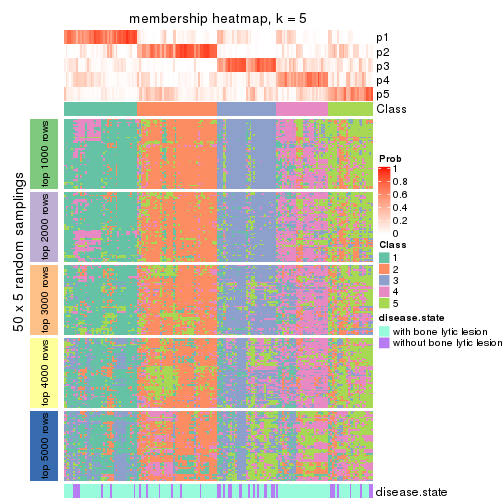 membership heatmap, k = 5
p1
p2
p3
p4
p5
Class
50 x 5 random samplings
top 1000 rows
top 2000 rows
top 3000 rows
top 4000 rows
top 5000 rows
Prob
1
0.8
0.6
0.4
0.2
0
Class
1
2
3
4
5
disease.state
with bone lytic lesion
without bone lytic lesion
disease.state